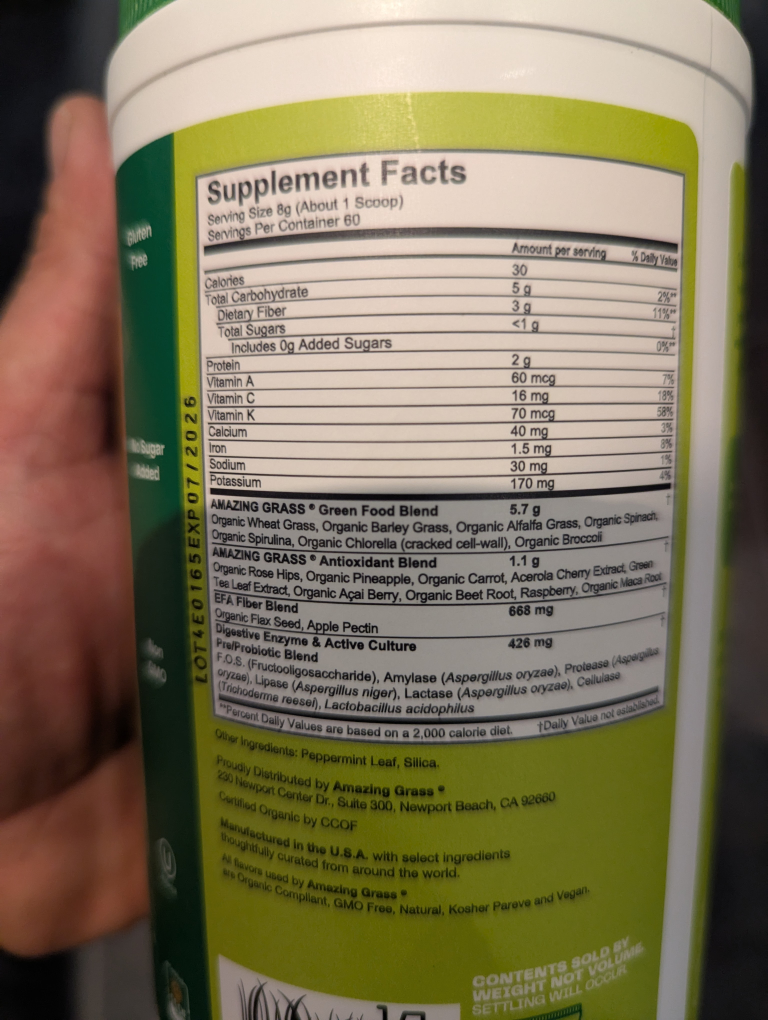 Supplement Facts
Serving Size 8g (About 1 Scoop)
Servings Per Container 60
Amount per serving % Daily Value
Calories 30
Total Carbohydrate 5 g 2%**
Dietary Fiber 3 g 11%**
Total Sugars <1 g †
Includes 0g Added Sugars 0%**
Protein 2 g
Vitamin A 60 mcg 7%
Vitamin C 16 mg 18%
Vitamin K 70 mcg 58%
Calcium 40 mg 3%
Iron 1.5 mg 8%
Sodium 30 mg 1%
Potassium 170 mg 4%
AMAZING GRASS ® Green Food Blend 5.7 g †
Organic Wheat Grass, Organic Barley Grass, Organic Alfalfa Grass, Organic Spinach,
Organic Spirulina, Organic Chlorella (cracked cell-wall), Organic Broccoli
AMAZING GRASS ® Antioxidant Blend 1.1 g †
Organic Rose Hips, Organic Pineapple, Organic Carrot, Acerola Cherry Extract, Green
Tea Leaf Extract, Organic Açai Berry, Organic Beet Root, Raspberry, Organic Maca Root
EFA Fiber Blend 668 mg †
Organic Flax Seed, Apple Pectin
Digestive Enzyme & Active Culture 426 mg †
Pre/Probiotic Blend
F.O.S. (Fructooligosaccharide), Amylase (Aspergillus oryzae), Protease (Aspergillus
oryzae), Lipase (Aspergillus niger), Lactase (Aspergillus oryzae), Cellulase
(Trichoderma reesei), Lactobacillus acidophilus
**Percent Daily Values are based on a 2,000 calorie diet. †Daily Value not established.
Other Ingredients: Peppermint Leaf, Silica.
Proudly Distributed by Amazing Grass ®
230 Newport Center Dr., Suite 300, Newport Beach, CA 92660
Certified Organic by CCOF
Manufactured in the U.S.A. with select ingredients
thoughtfully curated from around the world.
All flavors used by Amazing Grass ®
are Organic Compliant, GMO Free, Natural, Kosher Pareve and Vegan.
CONTENTS SOLD BY
WEIGHT NOT VOLUME.
SETTLING WILL OCCUR
LOT4E0165EXP07/2026
Gluten
Free
No Sugar
Added
Non
GMO